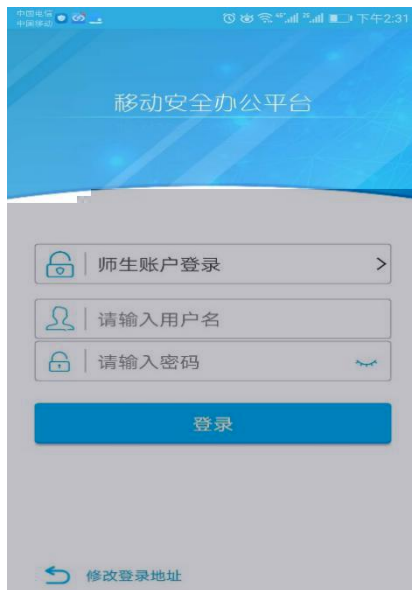 中国电信
中国移动
下午2:31
移动安全办公平台
师生账户登录
请输入用户名
请输入密码
登录
修改登录地址